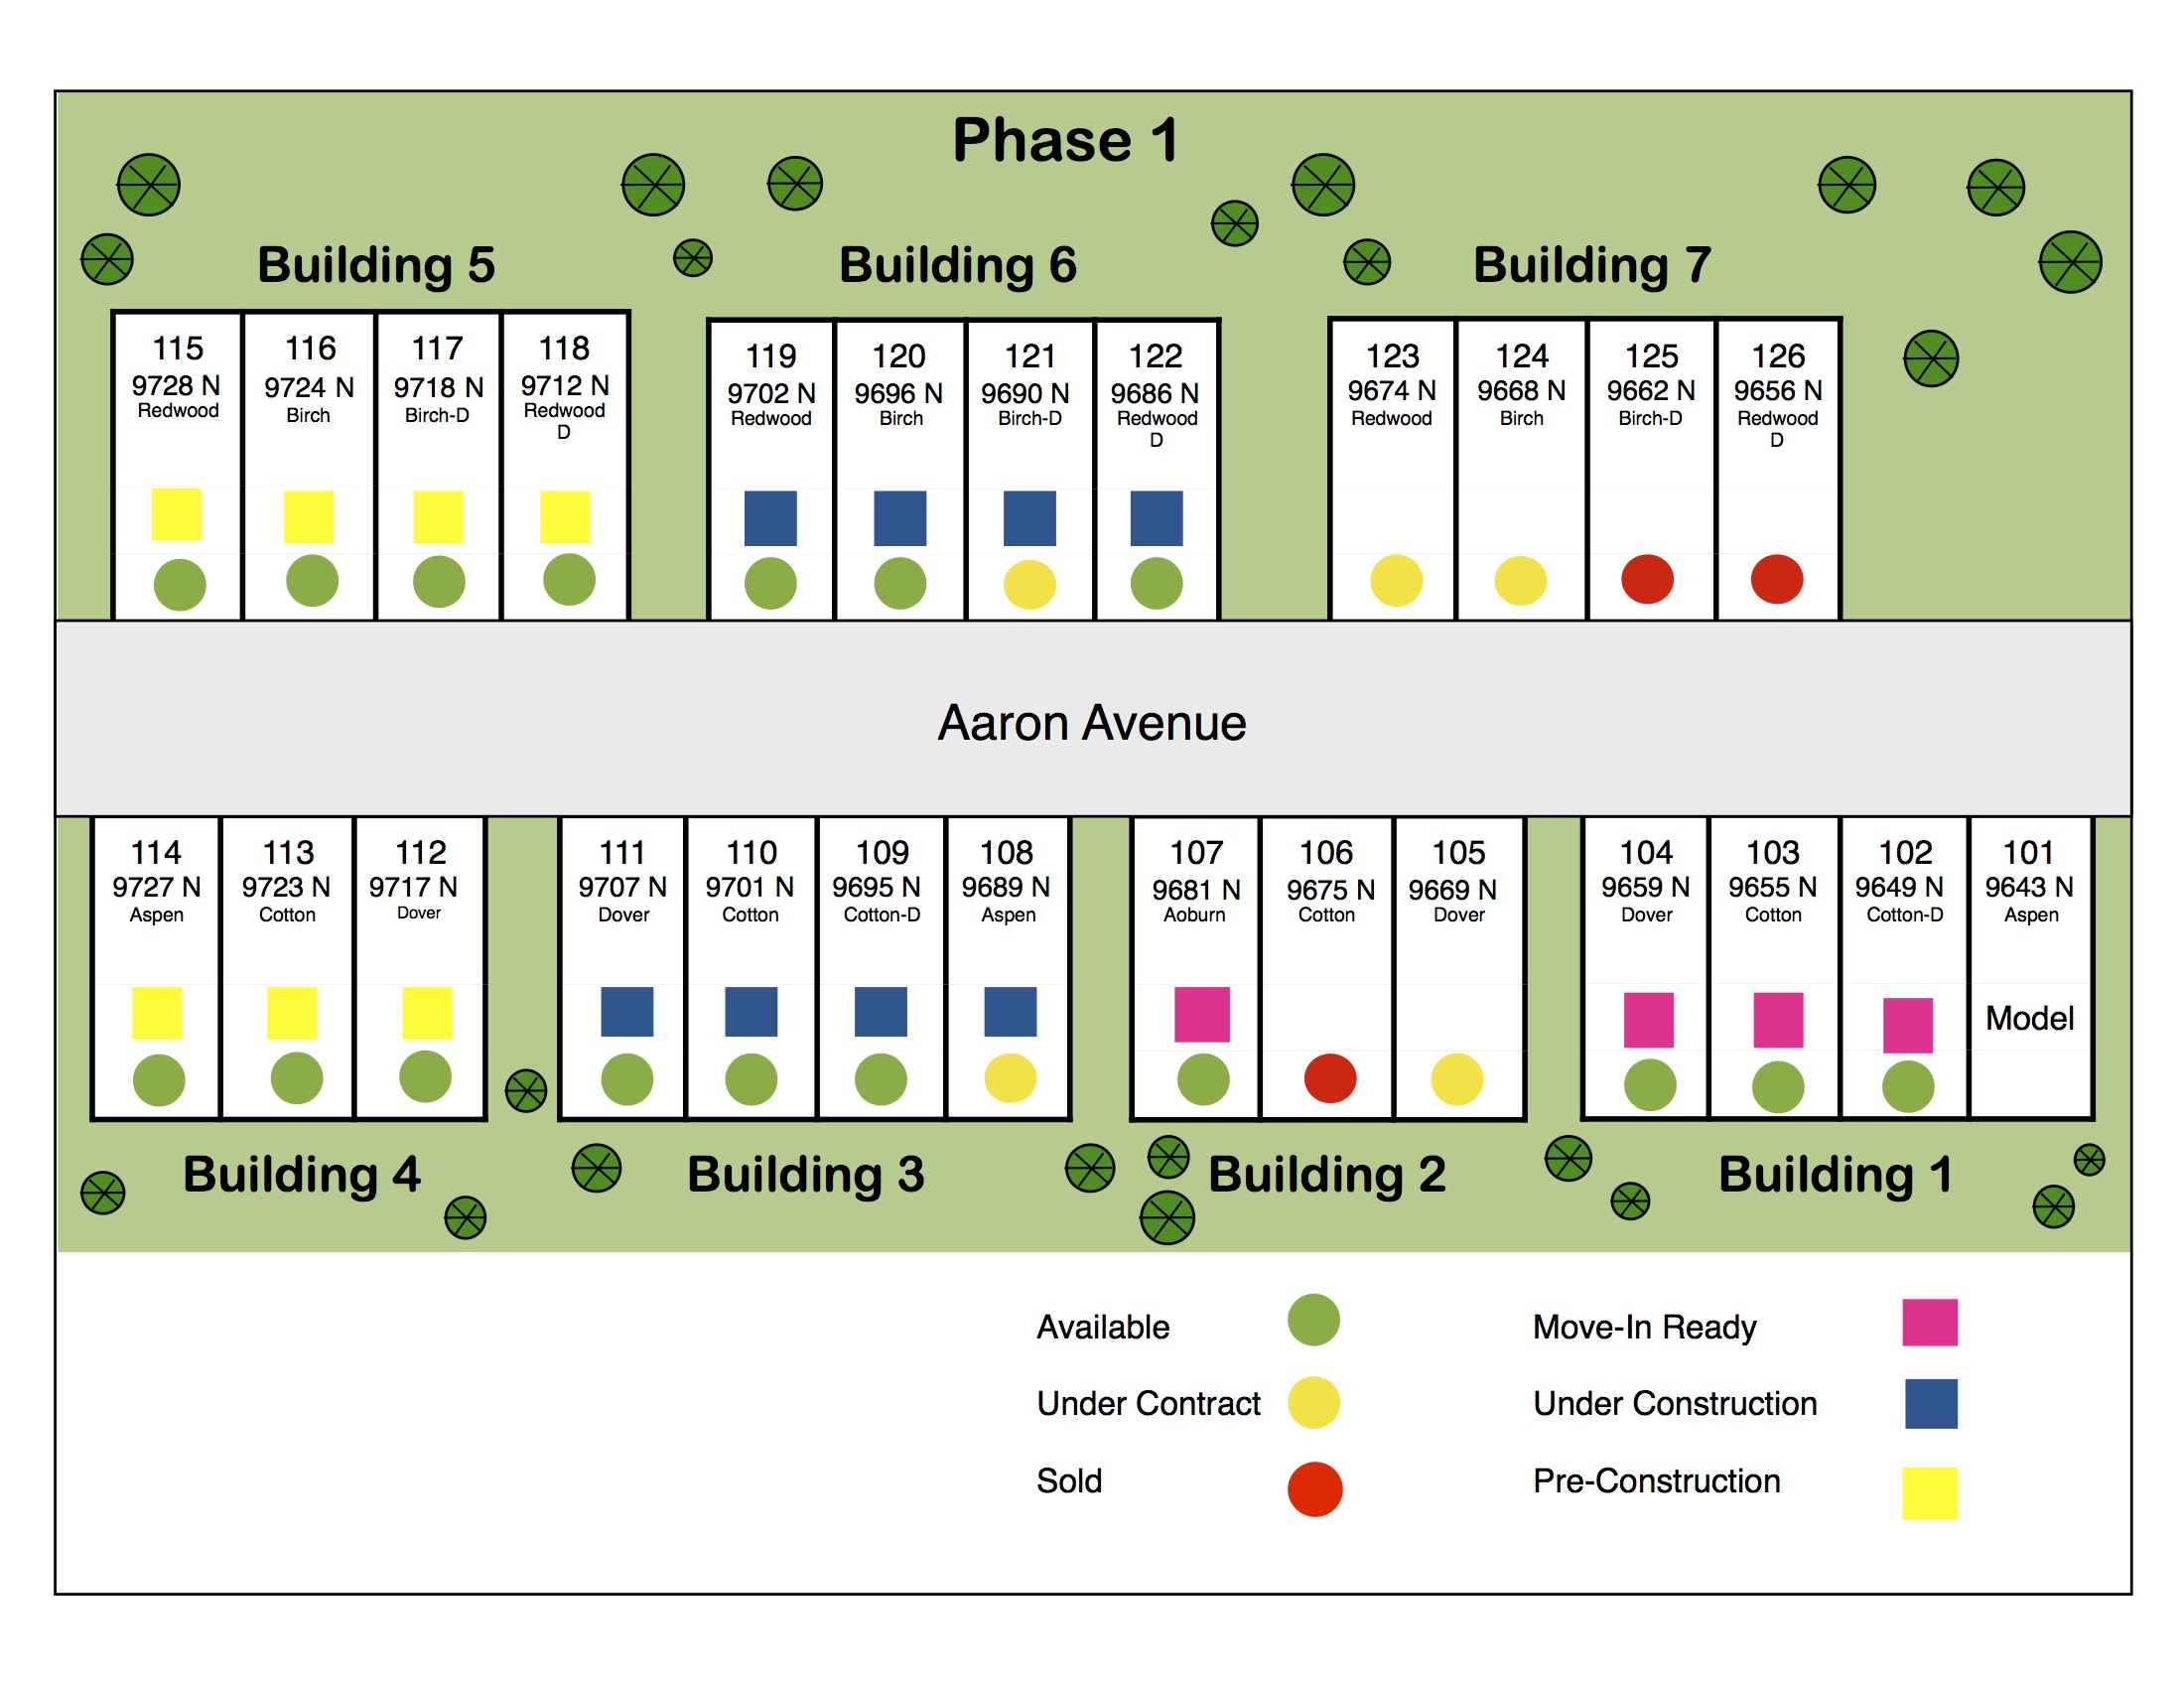 Phase 1
Building 5
Building 6
Building 7
115
9728 N
Redwood
116
9724 N
Birch
117
9718 N
Birch-D
118
9712 N
Redwood
D
119
9702 N
Redwood
120
9696 N
Birch
121
9690 N
Birch-D
122
9686 N
Redwood
D
123
9674 N
Redwood
124
9668 N
Birch
125
9662 N
Birch-D
126
9656 N
Redwood
D
Aaron Avenue
114
9727 N
Aspen
113
9723 N
Cotton
112
9717 N
Dover
111
9707 N
Dover
110
9701 N
Cotton
109
9695 N
Cotton-D
108
9689 N
Aspen
107
9681 N
Aoburn
106
9675 N
Cotton
105
9669 N
Dover
104
9659 N
Dover
103
9655 N
Cotton
102
9649 N
Cotton-D
101
9643 N
Aspen
Model
Building 4
Building 3
Building 2
Building 1
Available
Move-In Ready
Under Contract
Under Construction
Sold
Pre-Construction